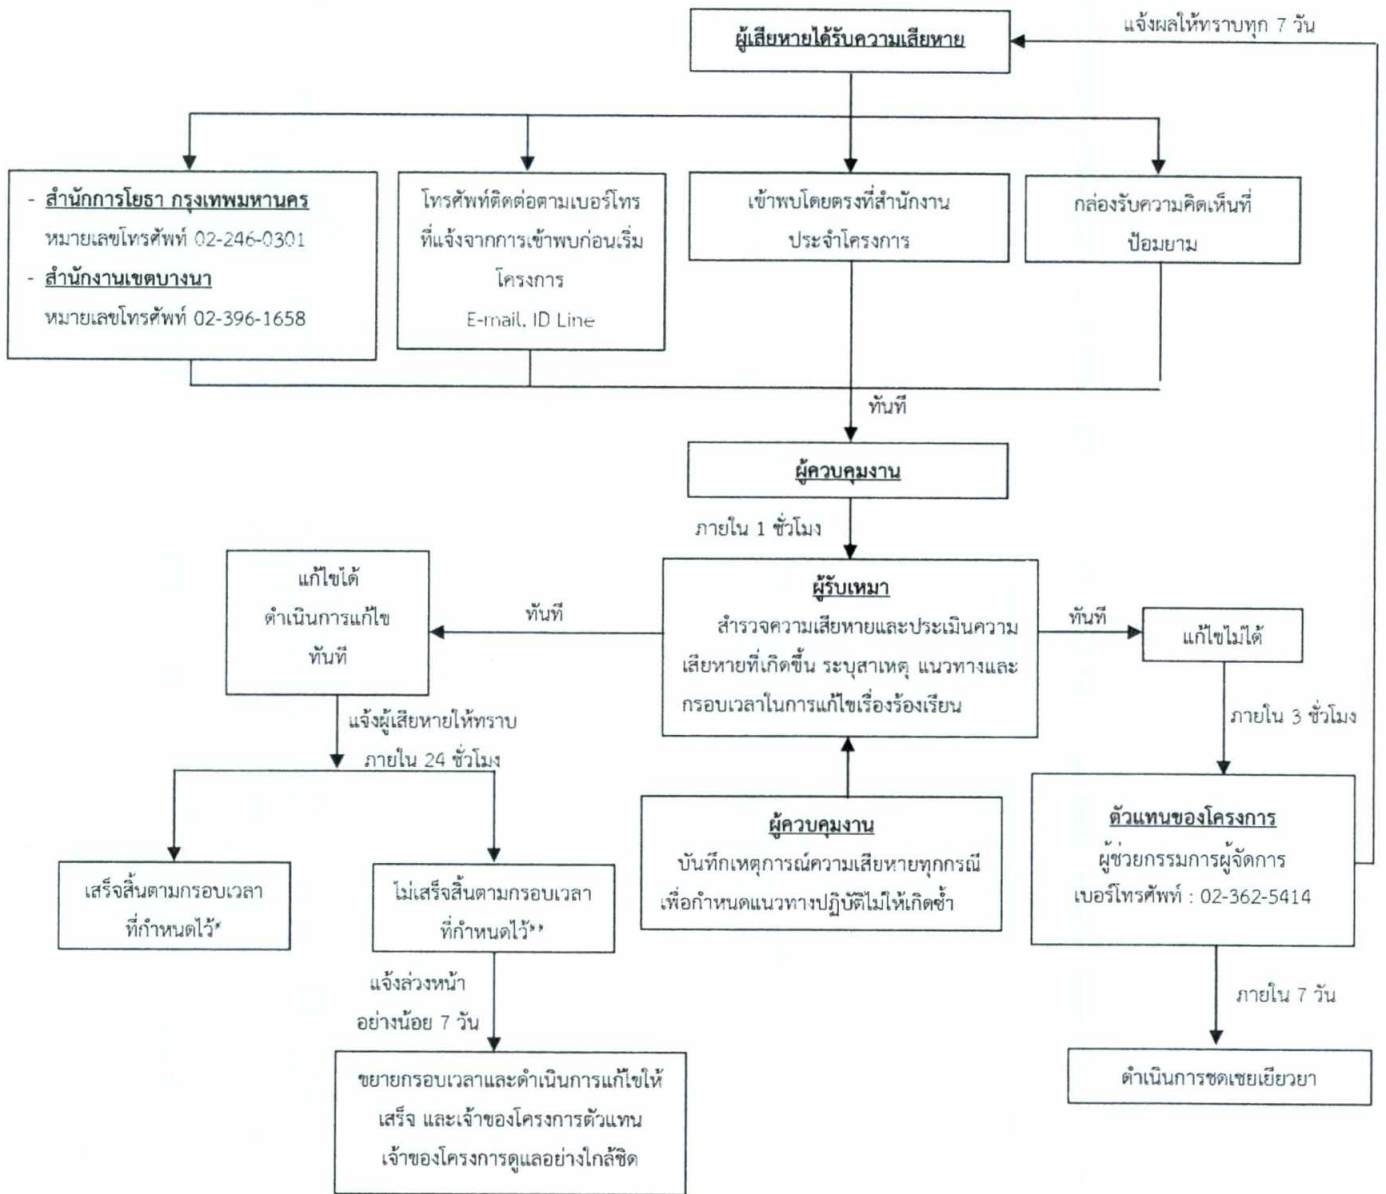 แจ้งผลให้ทราบทุก 7 วัน
ผู้เสียหายได้รับความเสียหาย
- สำนักการโยธา กรุงเทพมหานคร
หมายเลขโทรศัพท์ 02-246-0301
- สำนักงานเขตบางนา
หมายเลขโทรศัพท์ 02-396-1658
โทรศัพท์ติดต่อตามเบอร์โทร
ที่แจ้งจากการเข้าพบก่อนเริ่ม
โครงการ
E-mail, ID Line
เข้าพบโดยตรงที่สำนักงาน
ประจำโครงการ
กล่องรับความคิดเห็นที่
ป้อมยาม
ทันที
ผู้ควบคุมงาน
ภายใน 1 ชั่วโมง
แก้ไขได้
ดำเนินการแก้ไข
ทันที
ทันที
ผู้รับเหมา
สำรวจความเสียหายและประเมินความ
เสียหายที่เกิดขึ้น ระบุสาเหตุ แนวทางและ
กรอบเวลาในการแก้ไขเรื่องร้องเรียน
ทันที
แก้ไขไม่ได้
แจ้งผู้เสียหายให้ทราบ
ภายใน 24 ชั่วโมง
ภายใน 3 ชั่วโมง
ผู้ควบคุมงาน
บันทึกเหตุการณ์ความเสียหายทุกกรณี
เพื่อกำหนดแนวทางปฏิบัติไม่ให้เกิดซ้ำ
ตัวแทนของโครงการ
ผู้ช่วยกรรมการผู้จัดการ
เบอร์โทรศัพท์ : 02-362-5414
เสร็จสิ้นตามกรอบเวลา
ที่กำหนดไว้*
ไม่เสร็จสิ้นตามกรอบเวลา
ที่กำหนดไว้**
แจ้งล่วงหน้า
อย่างน้อย 7 วัน
ภายใน 7 วัน
ขยายกรอบเวลาและดำเนินการแก้ไขให้
เสร็จ และเจ้าของโครงการตัวแทน
เจ้าของโครงการดูแลอย่างใกล้ชิด
ดำเนินการชดเชยเยียวยา